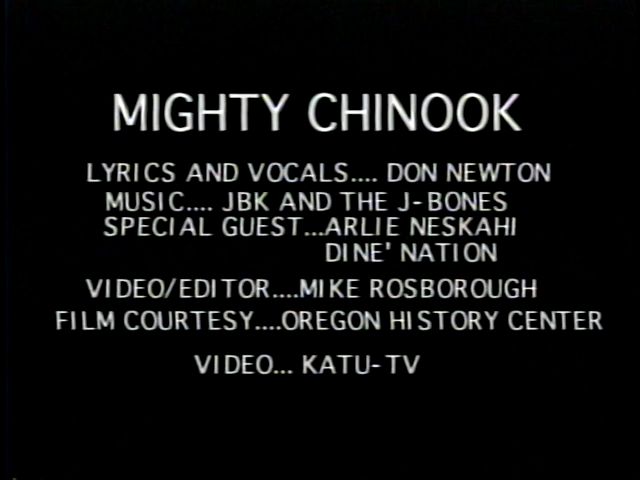 MIGHTY CHINOOK
LYRICS AND VOCALS.... DON NEWTON
MUSIC.... JBK AND THE J-BONES
SPECIAL GUEST...ARLIE NESKAHI
DINE' NATION
VIDEO/EDITOR....MIKE ROSBOROUGH
FILM COURTESY....OREGON HISTORY CENTER
VIDEO... KATU-TV